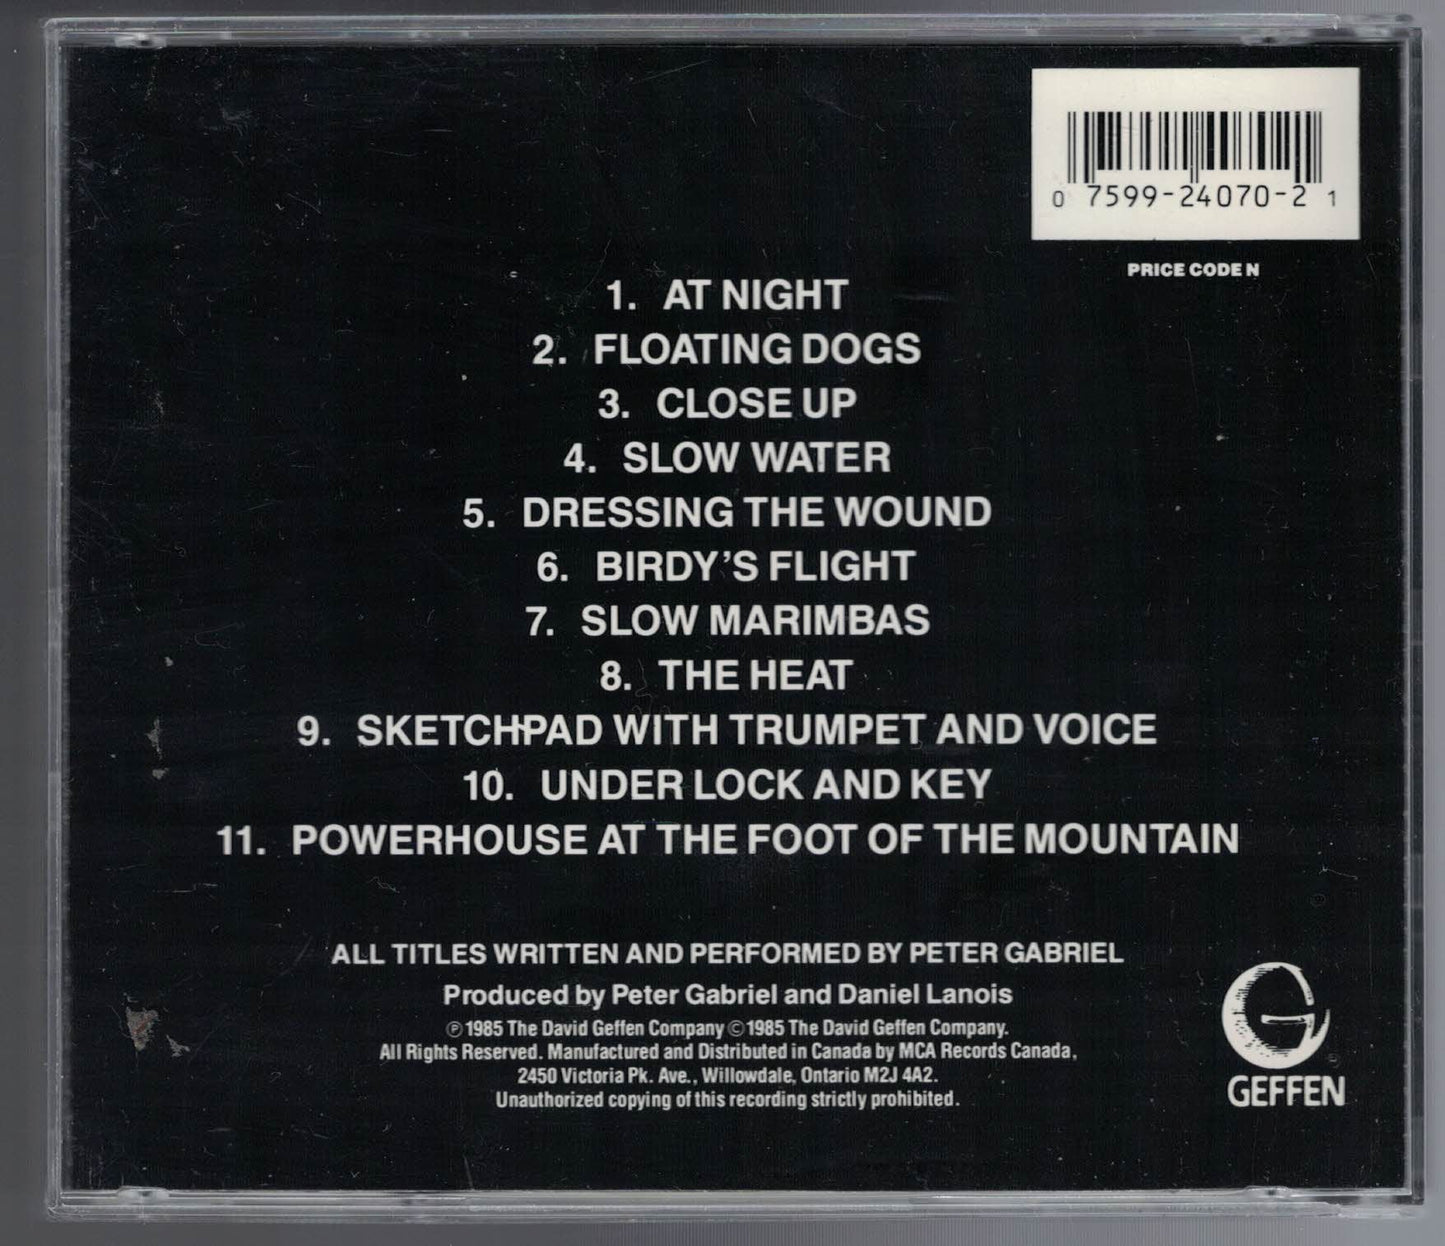 0 7599-24070-2 1
PRICE CODE N
1. AT NIGHT
2. FLOATING DOGS
3. CLOSE UP
4. SLOW WATER
5. DRESSING THE WOUND
6. BIRDY'S FLIGHT
7. SLOW MARIMBAS
8. THE HEAT
9. SKETCHPAD WITH TRUMPET AND VOICE
10. UNDER LOCK AND KEY
11. POWERHOUSE AT THE FOOT OF THE MOUNTAIN
ALL TITLES WRITTEN AND PERFORMED BY PETER GABRIEL
Produced by Peter Gabriel and Daniel Lanois
℗ 1985 The David Geffen Company © 1985 The David Geffen Company.
All Rights Reserved. Manufactured and Distributed in Canada by MCA Records Canada,
2450 Victoria Pk. Ave., Willowdale, Ontario M2J 4A2.
Unauthorized copying of this recording strictly prohibited.
G ®
GEFFEN